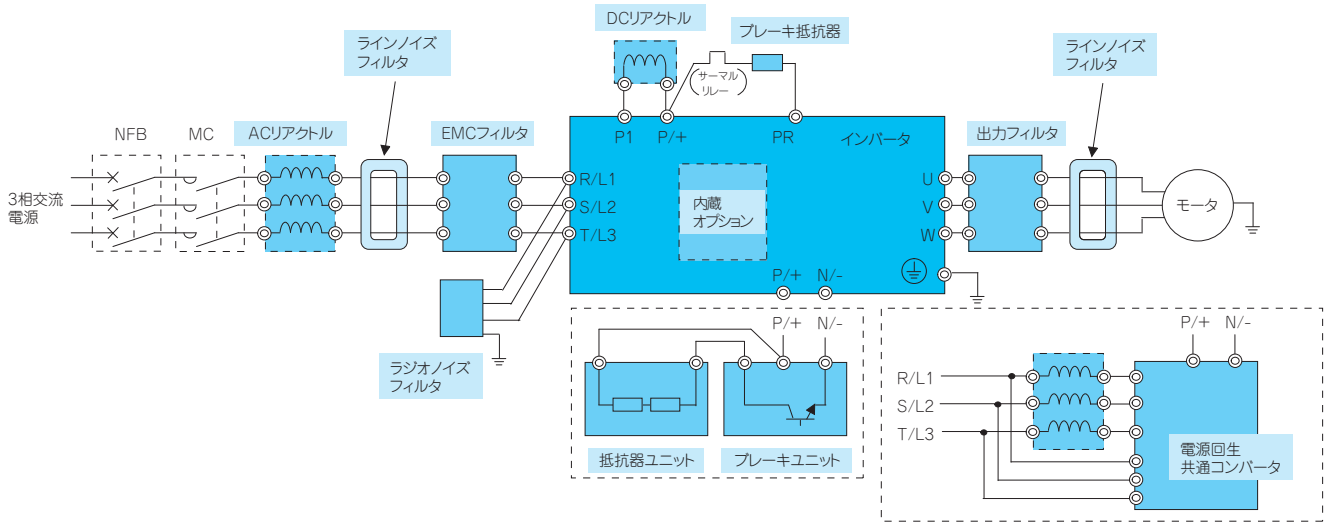 DCリアクトル
ブレーキ抵抗器
ラインノイズ
フィルタ
ラインノイズ
フィルタ
サーマル
リレー
NFB
MC
ACリアクトル
EMCフィルタ
P1
P/+
PR
インバータ
出力フィルタ
3相交流
電源
R/L1
S/L2
T/L3
内蔵
オプション
U
V
W
モータ
P/+
N/-
ラジオノイズ
フィルタ
P/+
N/-
抵抗器ユニット
ブレーキユニット
P/+
N/-
R/L1
S/L2
T/L3
電源回生
共通コンバータ